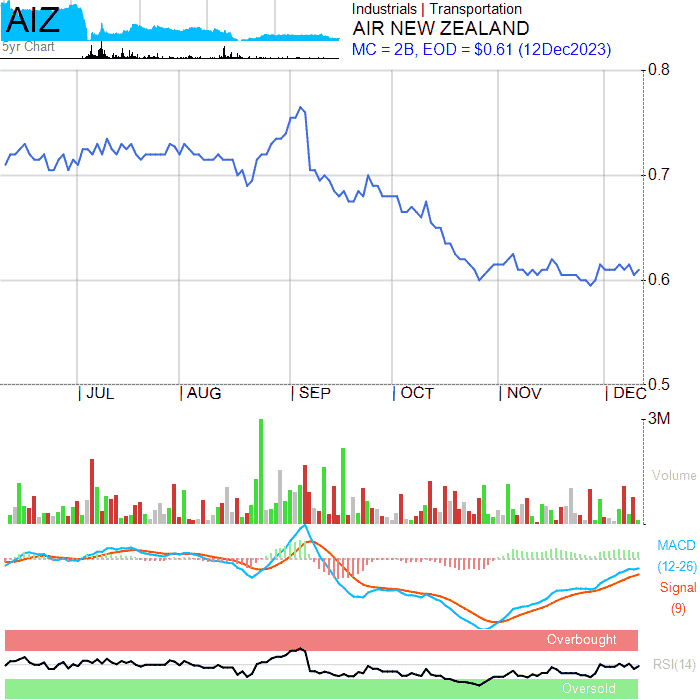 AIZ
5yr Chart
Industrials | Transportation
AIR NEW ZEALAND
MC = 2B, EOD = $0.61 (12Dec2023)
0.8
0.7
0.6
0.5
| JUL | AUG | SEP | OCT | NOV | DEC
3M
Volume
MACD
(12-26)
Signal
(9)
Overbought
RSI(14)
Oversold